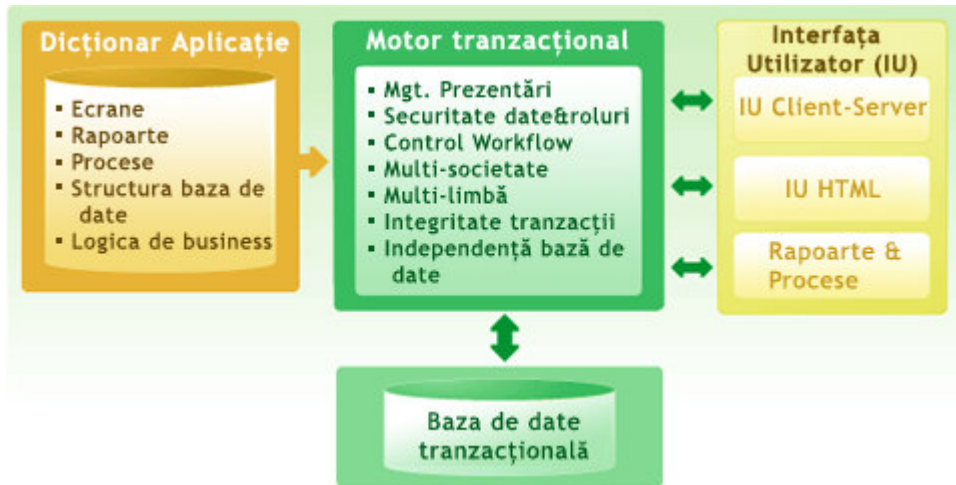 Dicționar Aplicație
▪ Ecrane
▪ Rapoarte
▪ Procese
▪ Structura baza de
date
▪ Logica de business
Motor tranzacțional
▪ Mgt. Prezentări
▪ Securitate date&roluri
▪ Control Workflow
▪ Multi-societate
▪ Multi-limbă
▪ Integritate tranzacții
▪ Independență bază de
date
Interfața
Utilizator (IU)
IU Client-Server
IU HTML
Rapoarte &
Procese
Baza de date
tranzacțională